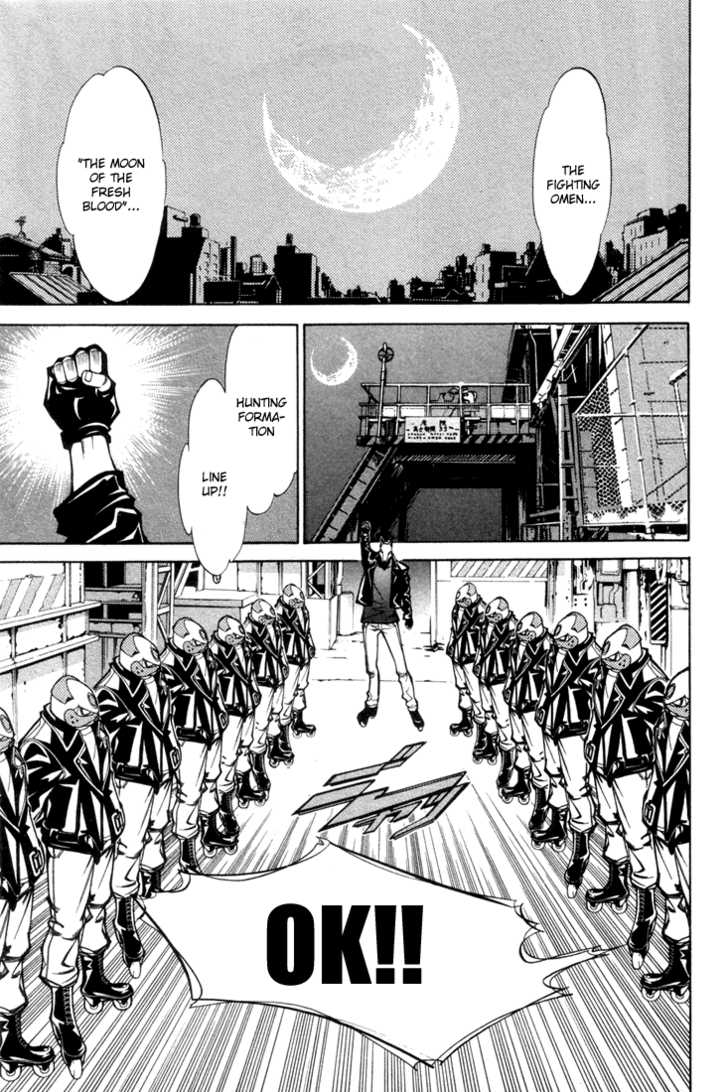 THE
FIGHTING
OMEN...
"THE MOON
OF THE
FRESH
BLOOD"...
HUNTING
FORMA-
TION
LINE
UP!!
OK!!